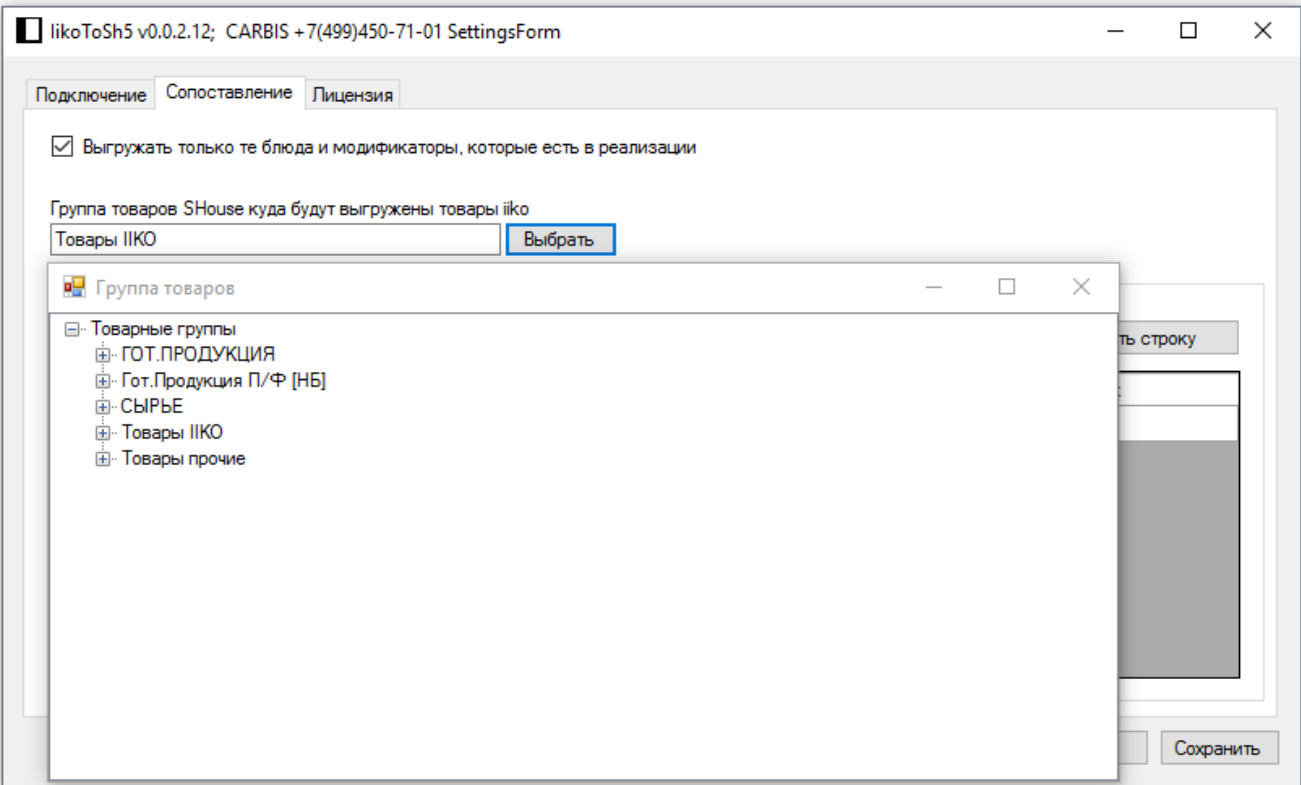 IikoToSh5 v0.0.2.12; CARBIS +7(499)450-71-01 SettingsForm
Подключение Сопоставление Лицензия
Выгружать только те блюда и модификаторы, которые есть в реализации
Группа товаров SHouse куда будут выгружены товары iiko
Товары IIKO Выбрать
Группа товаров
Товарные группы
ГОТ.ПРОДУКЦИЯ
Гот.Продукция П/Ф [НБ]
СЫРЬЕ
Товары IIKO
Товары прочие
ть строку
Сохранить